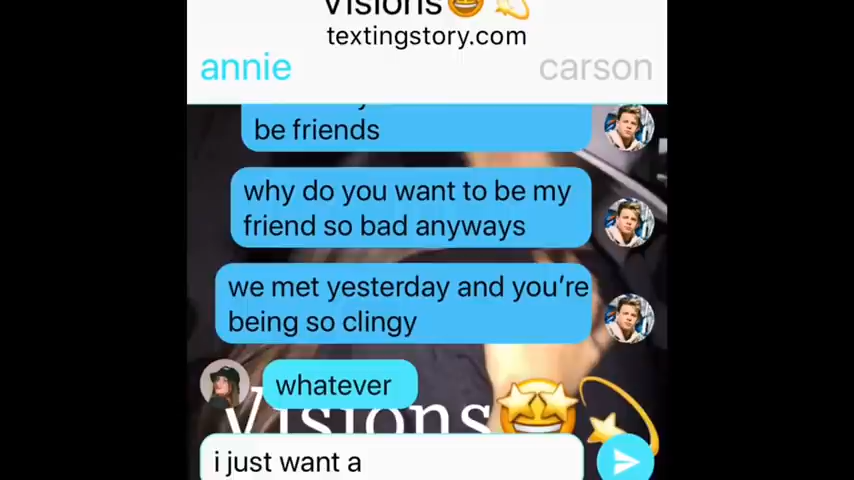 Visions🤩💫
textingstory.com
annie carson
be friends
why do you want to be my
friend so bad anyways
we met yesterday and you’re
being so clingy
whatever
Visions🤩💫
i just want a